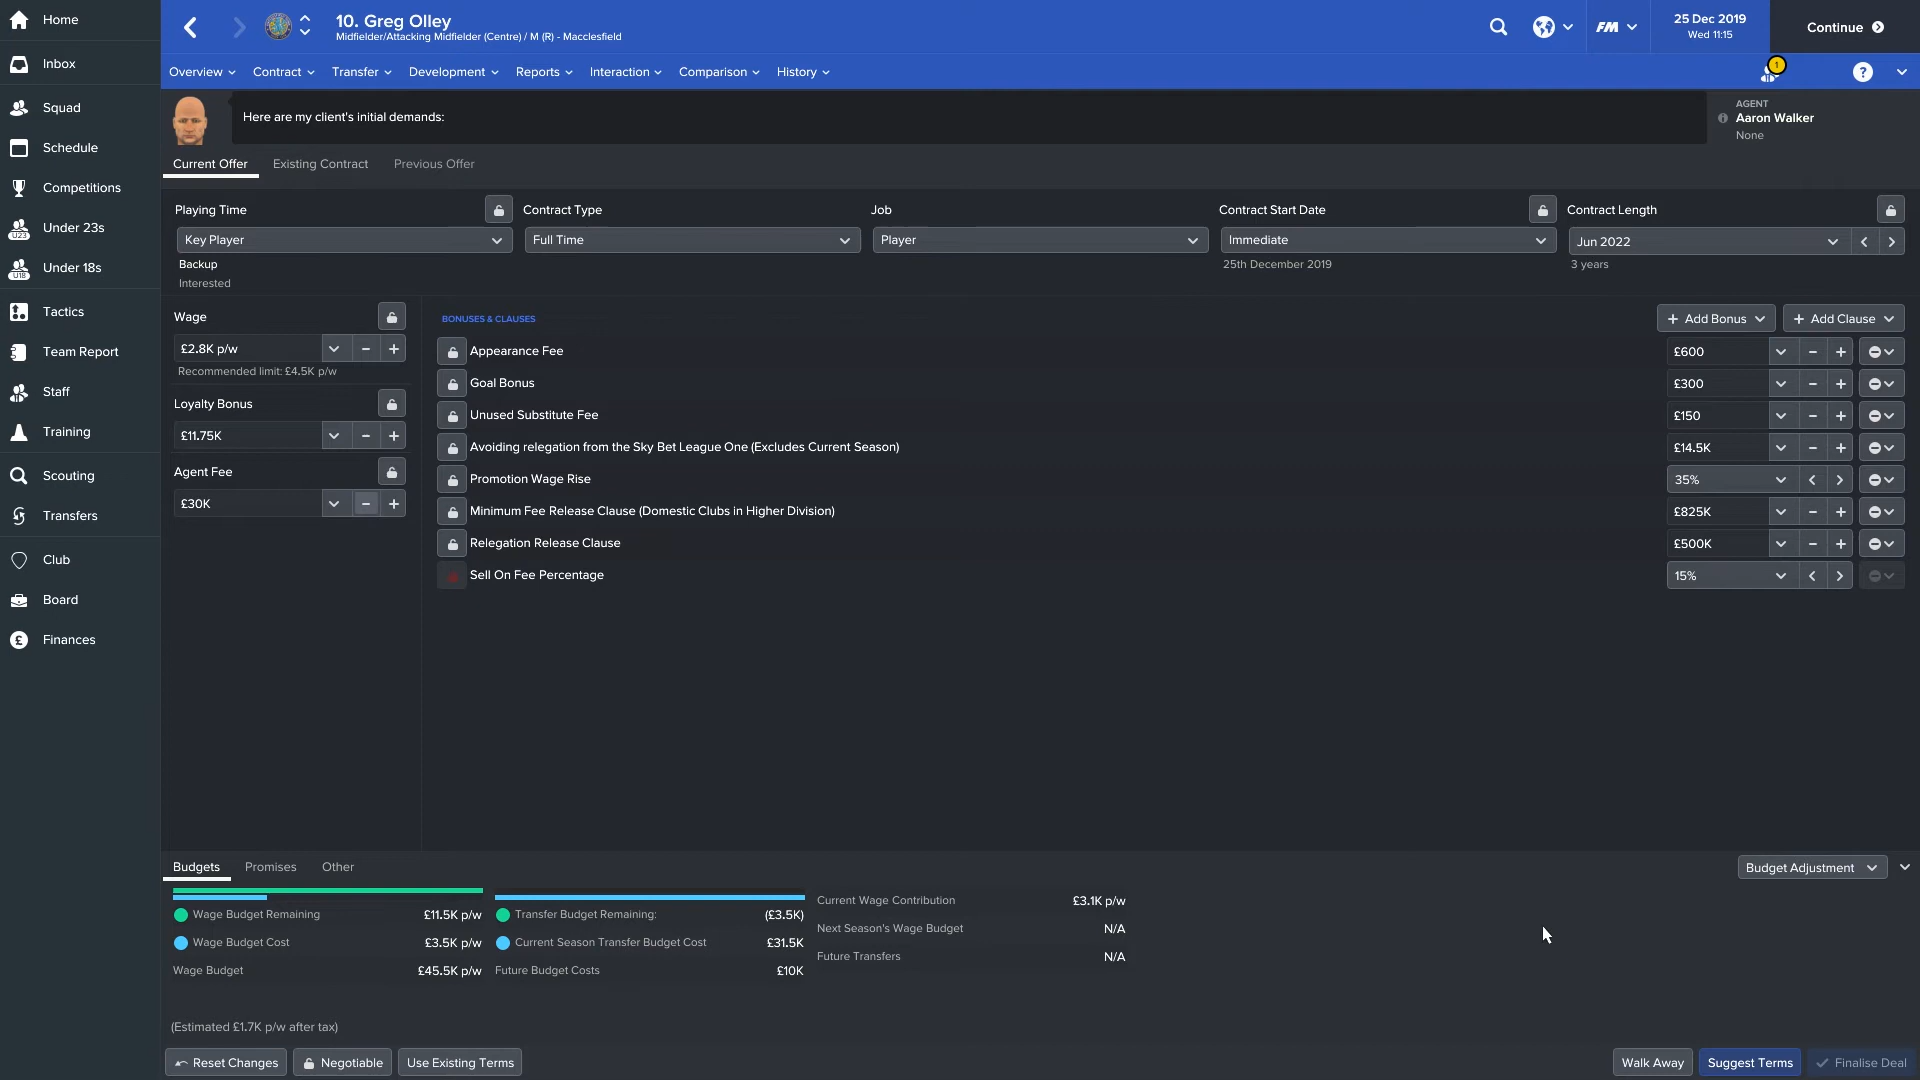 Home
Inbox
Squad
Schedule
Competitions
Under 23s
Under 18s
Tactics
Team Report
Staff
Training
Scouting
Transfers
Club
Board
Finances
10. Greg Olley
Midfielder/Attacking Midfielder (Centre) / M (R) - Macclesfield
FM
25 Dec 2019
Wed 11:15
Continue
Overview
Contract
Transfer
Development
Reports
Interaction
Comparison
History
1
?
Here are my client's initial demands:
AGENT
Aaron Walker
None
Current Offer
Existing Contract
Previous Offer
Playing Time
Contract Type
Job
Contract Start Date
Contract Length
Key Player
Full Time
Player
Immediate
Jun 2022
Backup
Interested
25th December 2019
3 years
Wage
£2.8K p/w
Recommended limit: £4.5K p/w
Loyalty Bonus
£11.75K
Agent Fee
£30K
BONUSES & CLAUSES
+ Add Bonus
+ Add Clause
Appearance Fee £600
Goal Bonus £300
Unused Substitute Fee £150
Avoiding relegation from the Sky Bet League One (Excludes Current Season) £14.5K
Promotion Wage Rise 35%
Minimum Fee Release Clause (Domestic Clubs in Higher Division) £825K
Relegation Release Clause £500K
Sell On Fee Percentage 15%
Budgets
Promises
Other
Budget Adjustment
Wage Budget Remaining £11.5K p/w
Wage Budget Cost £3.5K p/w
Wage Budget £45.5K p/w
Transfer Budget Remaining: (£3.5K)
Current Season Transfer Budget Cost £31.5K
Future Budget Costs £10K
Current Wage Contribution £3.1K p/w
Next Season's Wage Budget N/A
Future Transfers N/A
(Estimated £1.7K p/w after tax)
Reset Changes
Negotiable
Use Existing Terms
Walk Away
Suggest Terms
Finalise Deal